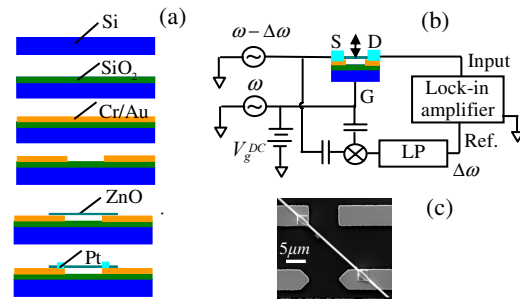 (a)
Si
SiO₂
Cr/Au
ZnO
Pt
(b)
ω−Δω
S D
Input
Lock-in
amplifier
ω
G
Ref.
V_g^DC
LP
Δω
(c)
5μm